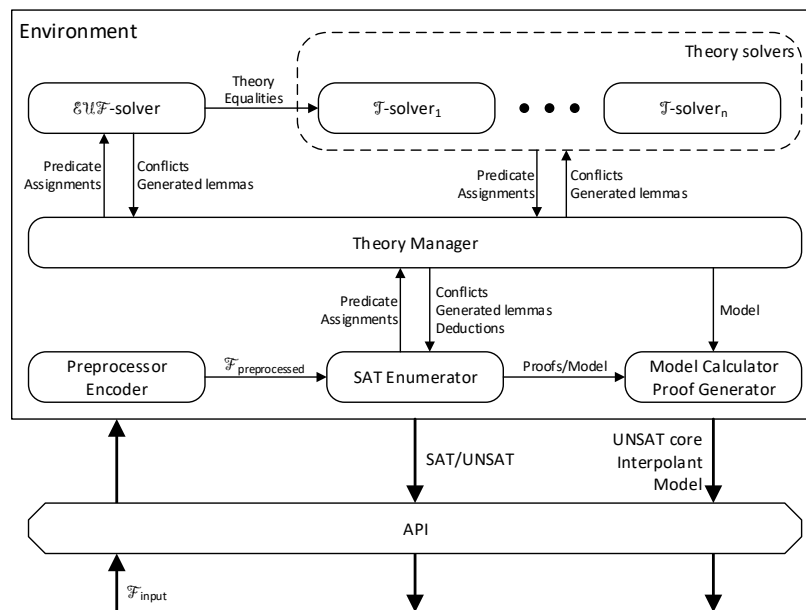 Environment
Theory solvers
ℰ𝒰ℱ-solver
Theory
Equalities
𝒯-solver₁
𝒯-solverₙ
Predicate
Assignments
Conflicts
Generated lemmas
Predicate
Assignments
Conflicts
Generated lemmas
Theory Manager
Predicate
Assignments
Conflicts
Generated lemmas
Deductions
Model
Preprocessor
Encoder
ℱpreprocessed
SAT Enumerator
Proofs/Model
Model Calculator
Proof Generator
SAT/UNSAT
UNSAT core
Interpolant
Model
API
ℱinput